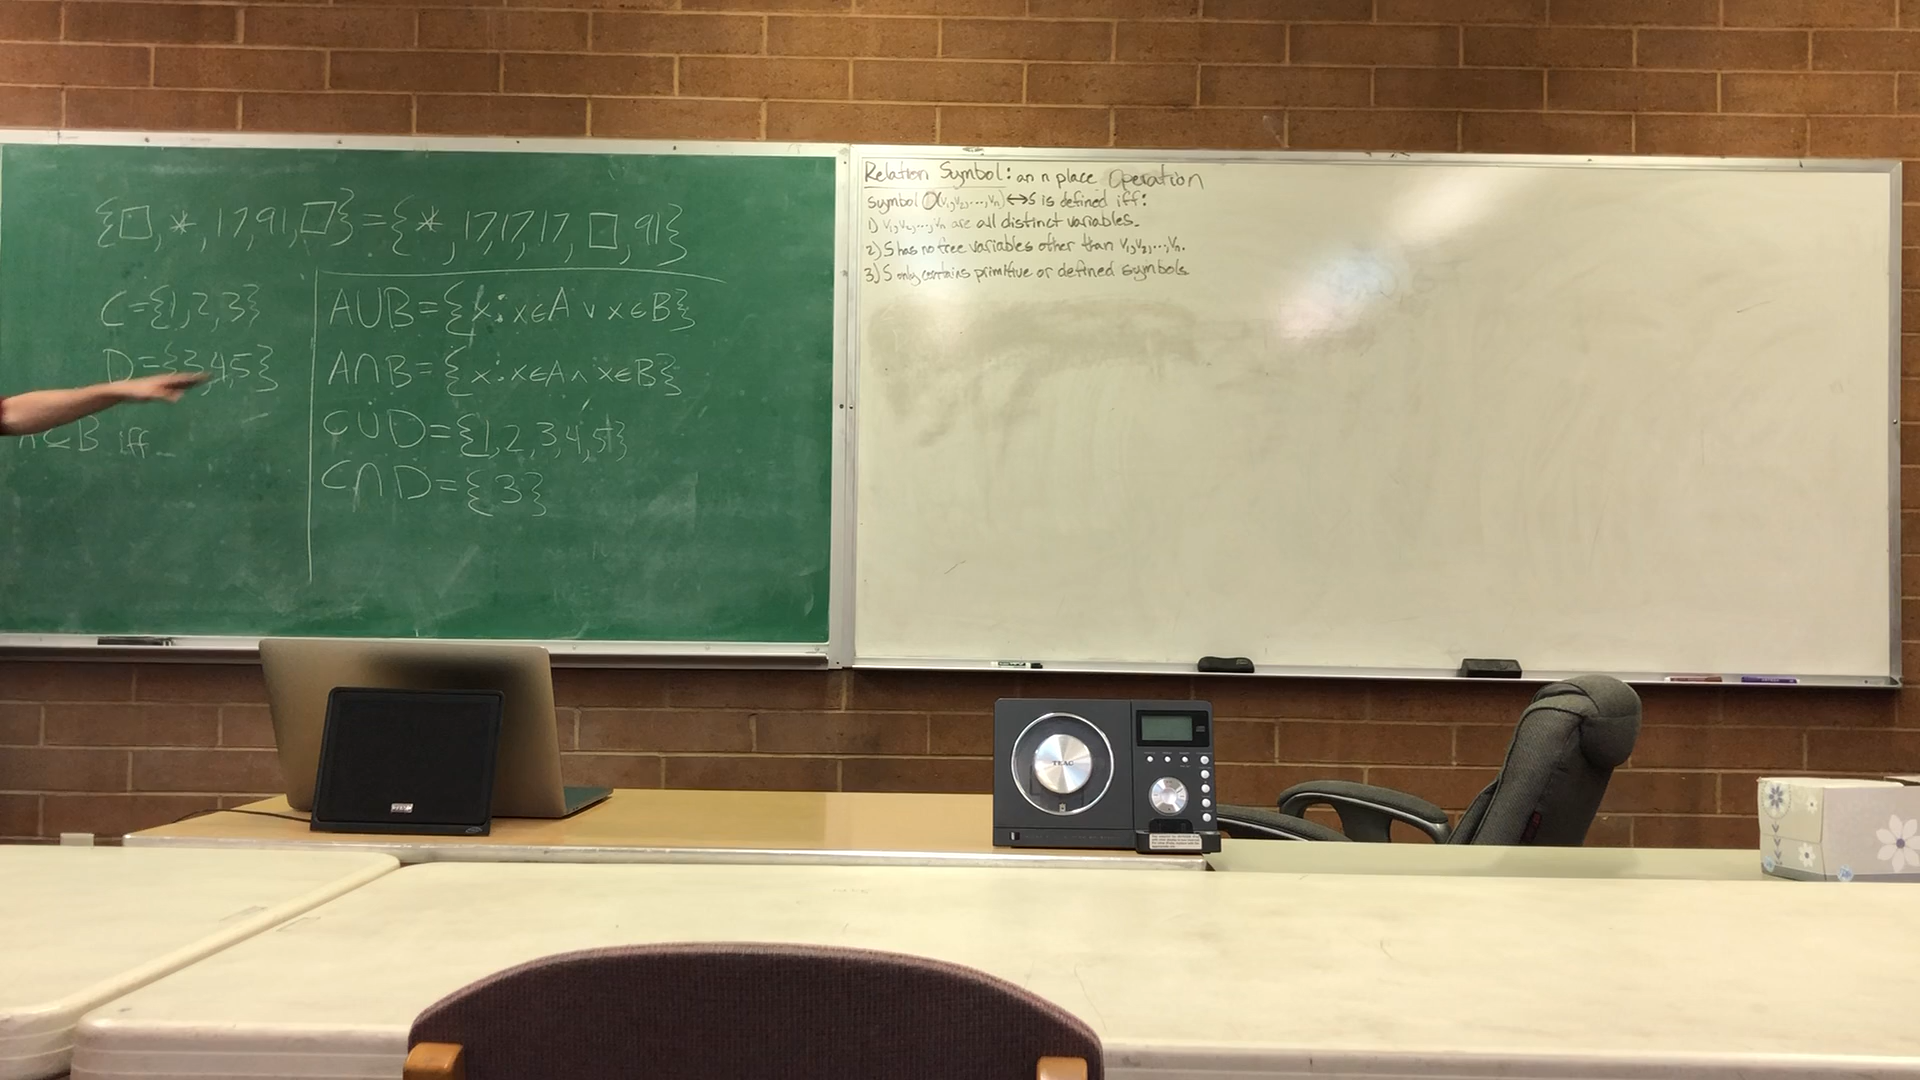 {□, *, 17, 91, □} = {*, 17, 17, 17, □, 91}
C={1,2,3}
D={3,4,5}
A⊆B iff
A∪B={x:x∈A ∨ x∈B}
A∩B={x:x∈A ∧ x∈B}
C∪D={1,2,3,4,5}
C∩D={3}
Relation Symbol: an n place Operation
symbol O(v₁,v₂,...,vₙ)↔S is defined iff:
1) v₁,v₂,...,vₙ are all distinct variables.
2) S has no free variables other than v₁,v₂,...,vₙ.
3) S only contains primitive or defined symbols.
TEAC